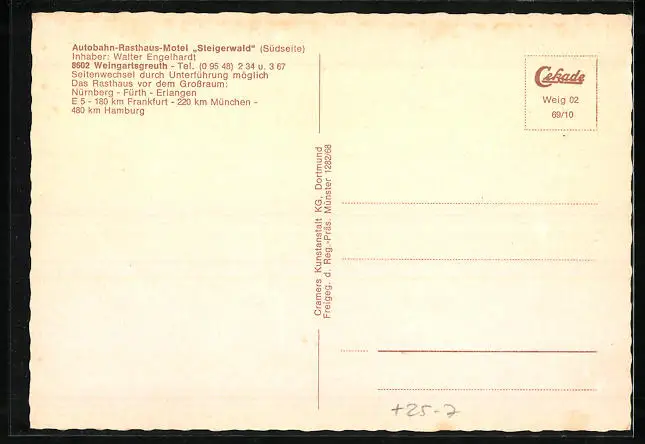 Autobahn-Rasthaus-Motel „Steigerwald" (Südseite)
Inhaber: Walter Engelhardt
8602 Weingartsgreuth - Tel. (0 95 48) 2 34 u. 3 67
Seitenwechsel durch Unterführung möglich
Das Rasthaus vor dem Großraum:
Nürnberg - Fürth - Erlangen
E 5 - 180 km Frankfurt - 220 km München -
480 km Hamburg
Cramers Kunstanstalt KG, Dortmund
Freigeg. d. Reg.-Präs. Münster 1282/68
Cekade
Weig 02
69/10
+25-7